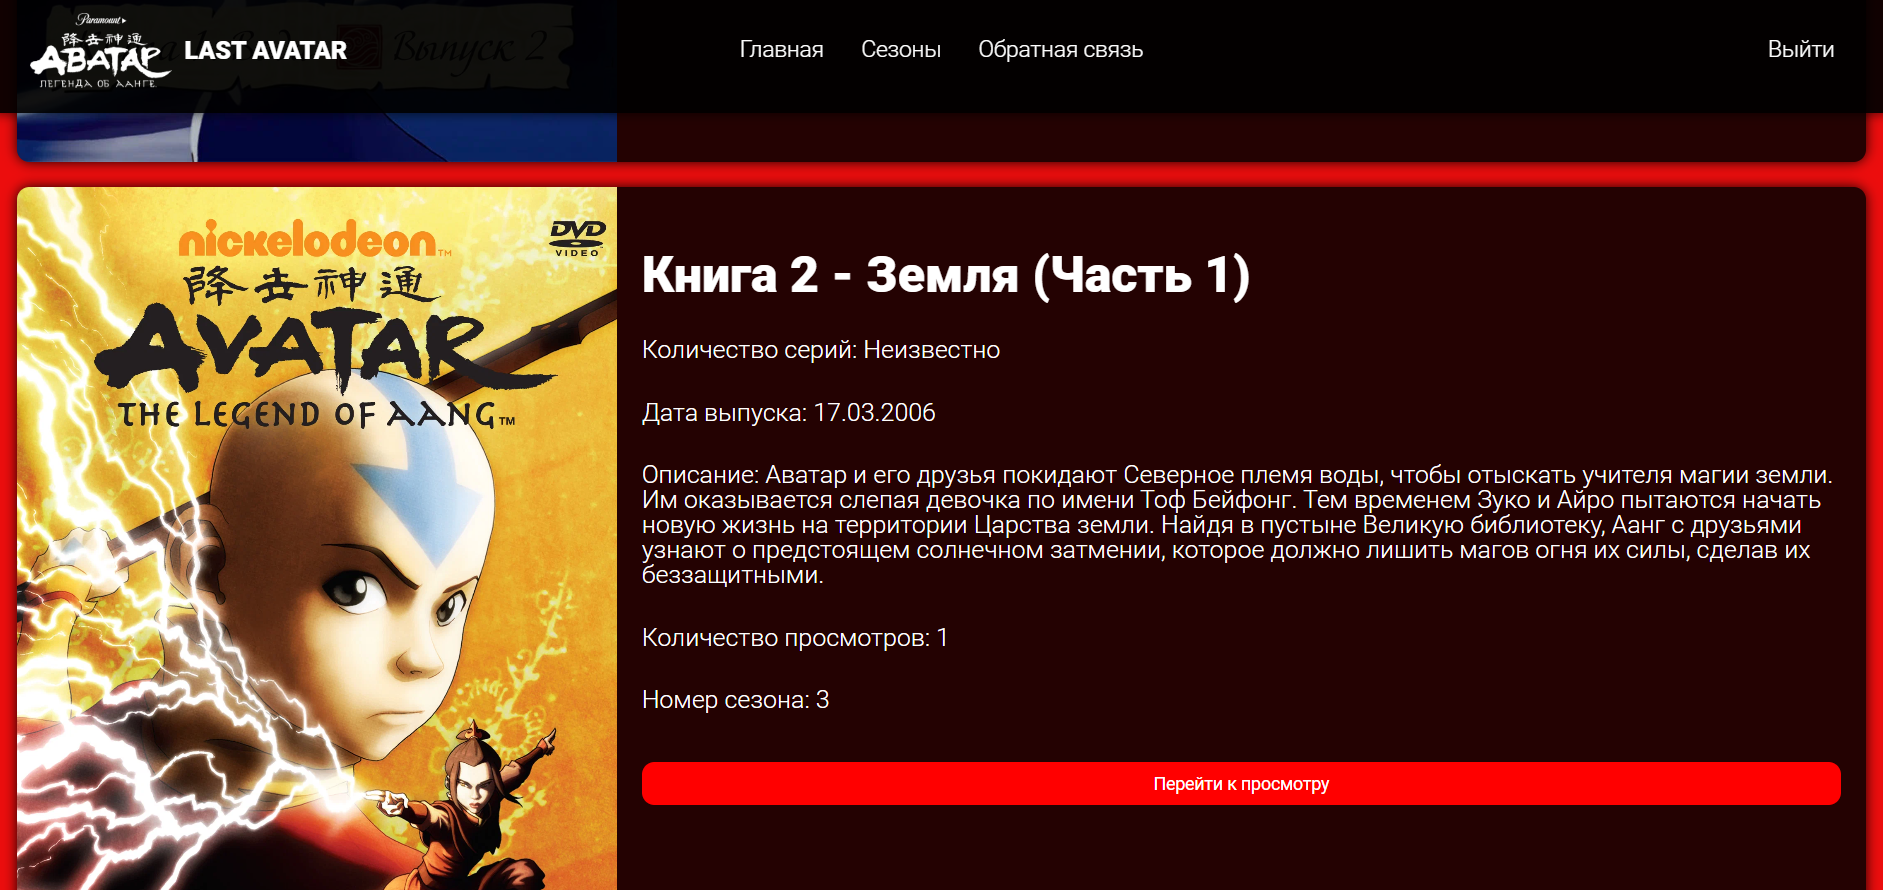 Paramount
降世神通
АВАТАР
ЛЕГЕНДА ОБ ААНГЕ
LAST AVATAR
Выпуск 2
Главная
Сезоны
Обратная связь
Выйти
nickelodeon TM
DVD
VIDEO
降世神通
AVATAR
THE LEGEND OF AANG TM
Книга 2 - Земля (Часть 1)
Количество серий: Неизвестно
Дата выпуска: 17.03.2006
Описание: Аватар и его друзья покидают Северное племя воды, чтобы отыскать учителя магии земли.
Им оказывается слепая девочка по имени Тоф Бейфонг. Тем временем Зуко и Айро пытаются начать
новую жизнь на территории Царства земли. Найдя в пустыне Великую библиотеку, Аанг с друзьями
узнают о предстоящем солнечном затмении, которое должно лишить магов огня их силы, сделав их
беззащитными.
Количество просмотров: 1
Номер сезона: 3
Перейти к просмотру